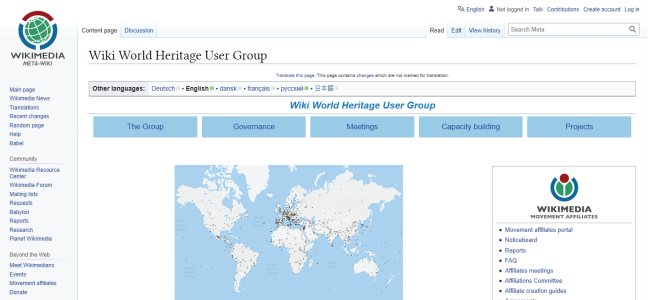 English Not logged in Talk Contributions Create account Log in
Content page Discussion Read Edit View history Search Meta
WIKIMEDIA
META-WIKI
Wiki World Heritage User Group
Translate this page; This page contains changes which are not marked for translation.
Other languages: Deutsch • English • dansk • français • русский • 日本語
Wiki World Heritage User Group
The Group Governance Meetings Capacity building Projects
Main page
Wikimedia News
Translations
Recent changes
Random page
Help
Babel
Community
Wikimedia Resource
Center
Wikimedia Forum
Mailing lists
Requests
Babylon
Reports
Research
Planet Wikimedia
Beyond the Web
Meet Wikimedians
Events
Movement affiliates
Donate
WIKIMEDIA
MOVEMENT AFFILIATES
Movement affiliates portal
Noticeboard
Reports
FAQ
Affiliates meetings
Affiliations Committee
Affiliate creation guides